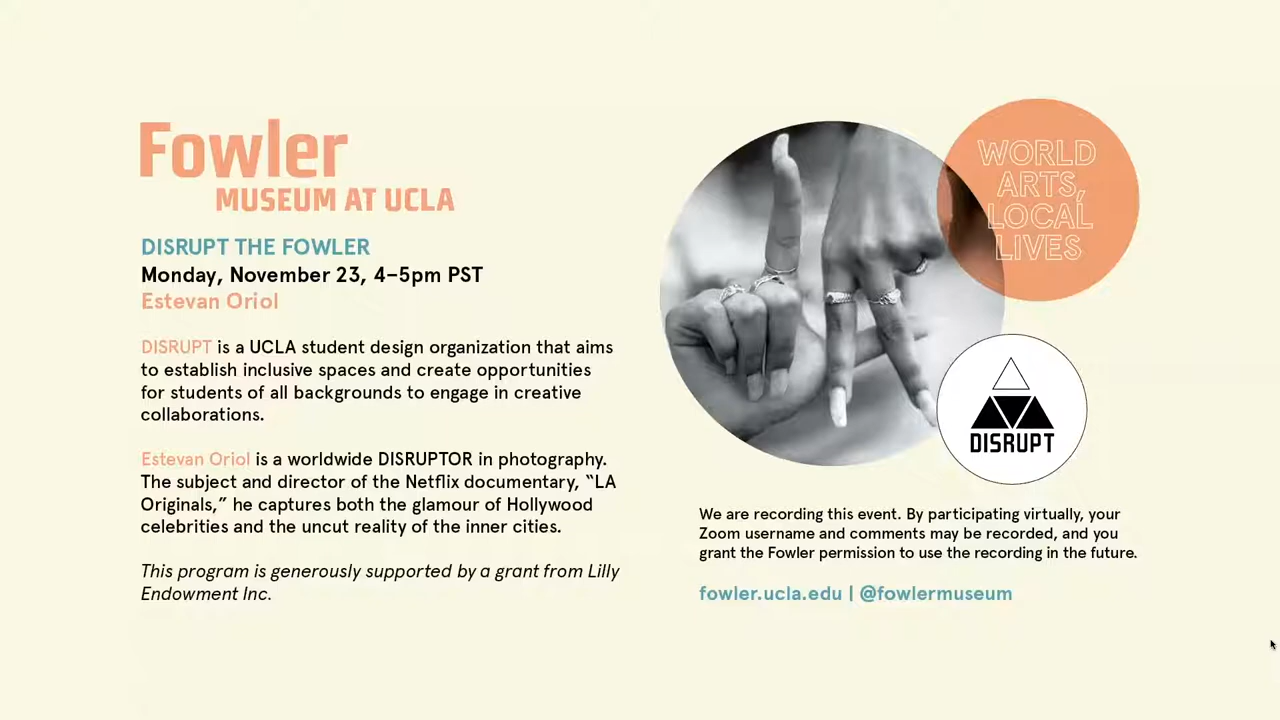 Fowler
MUSEUM AT UCLA
DISRUPT THE FOWLER
Monday, November 23, 4–5pm PST
Estevan Oriol
DISRUPT is a UCLA student design organization that aims
to establish inclusive spaces and create opportunities
for students of all backgrounds to engage in creative
collaborations.
Estevan Oriol is a worldwide DISRUPTOR in photography.
The subject and director of the Netflix documentary, “LA
Originals,” he captures both the glamour of Hollywood
celebrities and the uncut reality of the inner cities.
This program is generously supported by a grant from Lilly
Endowment Inc.
WORLD
ARTS,
LOCAL
LIVES
DISRUPT
We are recording this event. By participating virtually, your
Zoom username and comments may be recorded, and you
grant the Fowler permission to use the recording in the future.
fowler.ucla.edu | @fowlermuseum